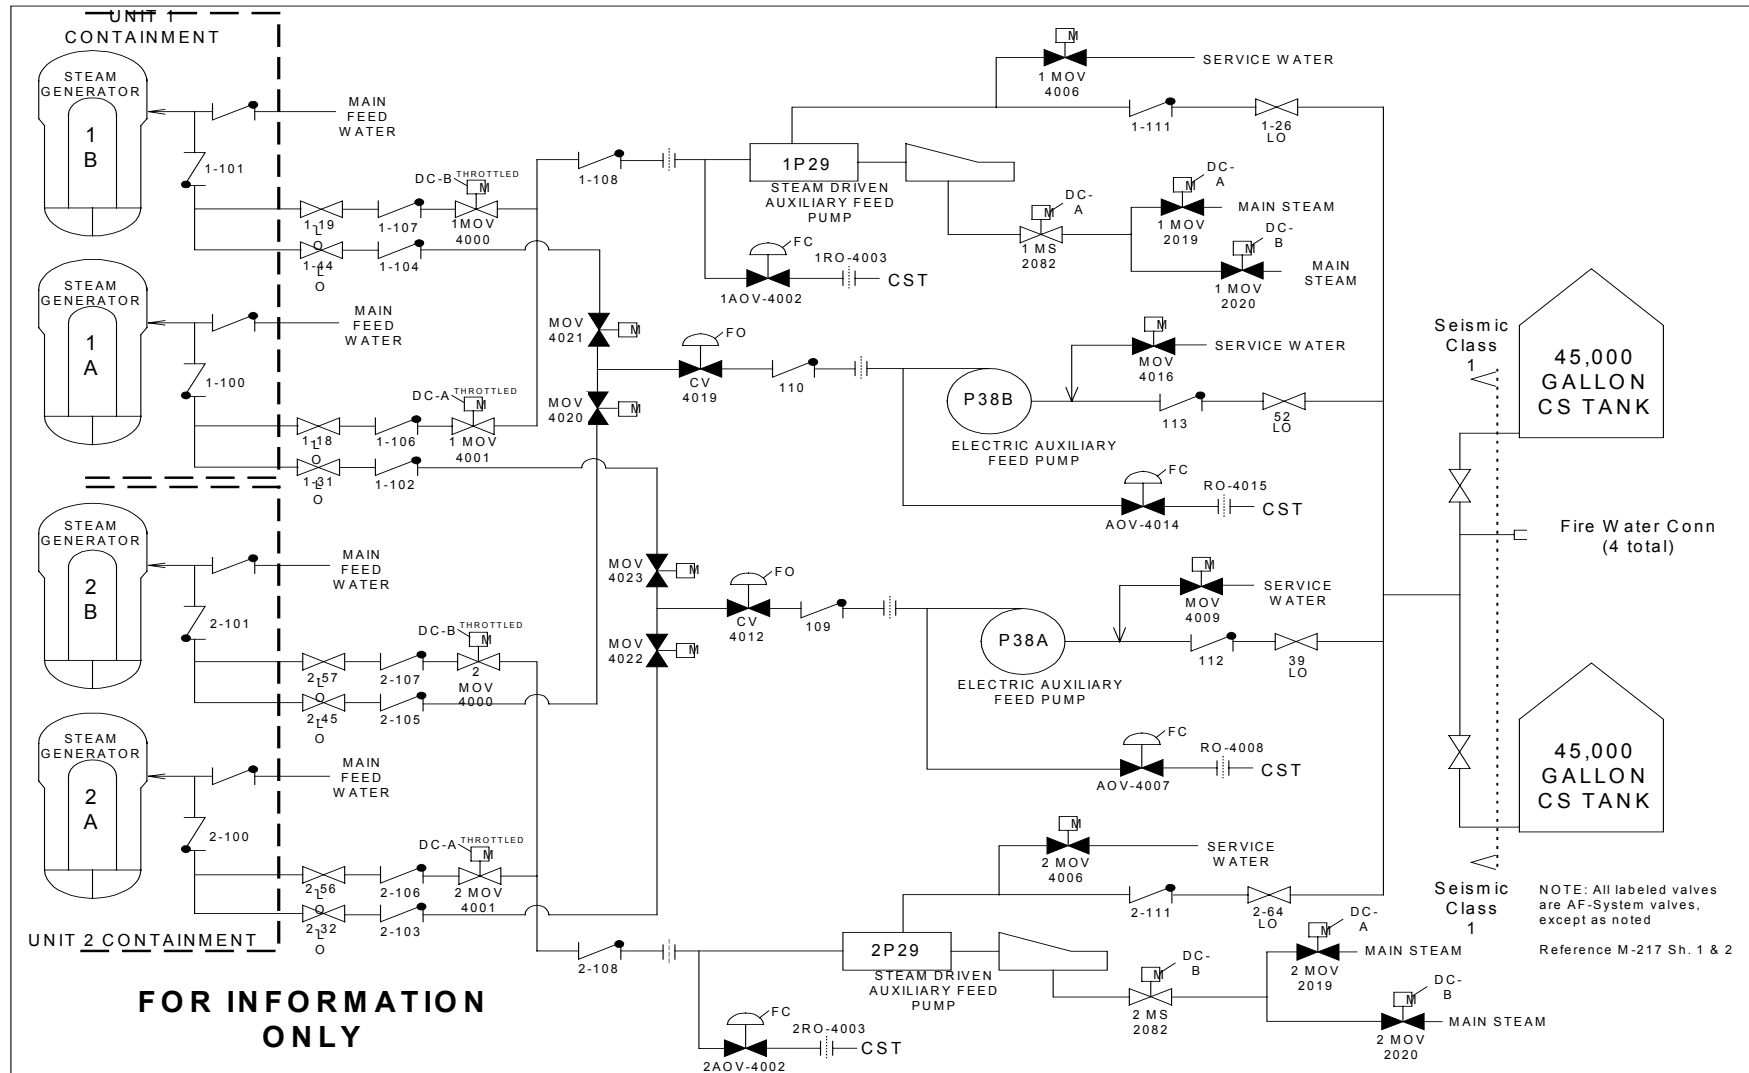 UNIT 1
CONTAINMENT
STEAM
GENERATOR
1
B
MAIN
FEED
WATER
1-101
1-19
L
O
1-107
DC-B
THROTTLED
M
1MOV
4000
1-44
L
O
1-104
1-108
1P29
STEAM DRIVEN
AUXILIARY FEED
PUMP
M
1 MOV
4006
SERVICE WATER
1-111
1-26
LO
DC-
A
M
1 MS
2082
DC-
A
M
1 MOV
2019
MAIN STEAM
DC-
B
M
1 MOV
2020
MAIN
STEAM
FC
1AOV-4002
1RO-4003
CST
STEAM
GENERATOR
1
A
MAIN
FEED
WATER
1-100
1-18
L
O
1-106
DC-A
THROTTLED
M
1 MOV
4001
1-31
L
O
1-102
MOV
4021
M
MOV
4020
M
FO
CV
4019
110
P38B
ELECTRIC AUXILIARY
FEED PUMP
M
MOV
4016
SERVICE WATER
113
52
LO
FC
AOV-4014
RO-4015
CST
Seismic
Class
1
45,000
GALLON
CS TANK
Fire Water Conn
(4 total)
STEAM
GENERATOR
2
B
MAIN
FEED
WATER
2-101
2-57
L
O
2-107
DC-B
THROTTLED
M
2
MOV
4000
2-45
L
O
2-105
MOV
4023
M
MOV
4022
M
FO
CV
4012
109
P38A
ELECTRIC AUXILIARY
FEED PUMP
M
MOV
4009
SERVICE
WATER
112
39
LO
FC
AOV-4007
RO-4008
CST
45,000
GALLON
CS TANK
STEAM
GENERATOR
2
A
MAIN
FEED
WATER
2-100
2-56
L
O
2-106
DC-A
THROTTLED
M
2 MOV
4001
2-32
L
O
2-103
UNIT 2 CONTAINMENT
2-108
2P29
STEAM DRIVEN
AUXILIARY FEED
PUMP
M
2 MOV
4006
SERVICE
WATER
2-111
2-64
LO
DC-
B
M
2 MS
2082
DC-
A
M
2 MOV
2019
MAIN STEAM
DC-
B
M
2 MOV
2020
MAIN STEAM
FC
2AOV-4002
2RO-4003
CST
Seismic
Class
1
NOTE: All labeled valves
are AF-System valves,
except as noted
Reference M-217 Sh. 1 & 2
FOR INFORMATION
ONLY